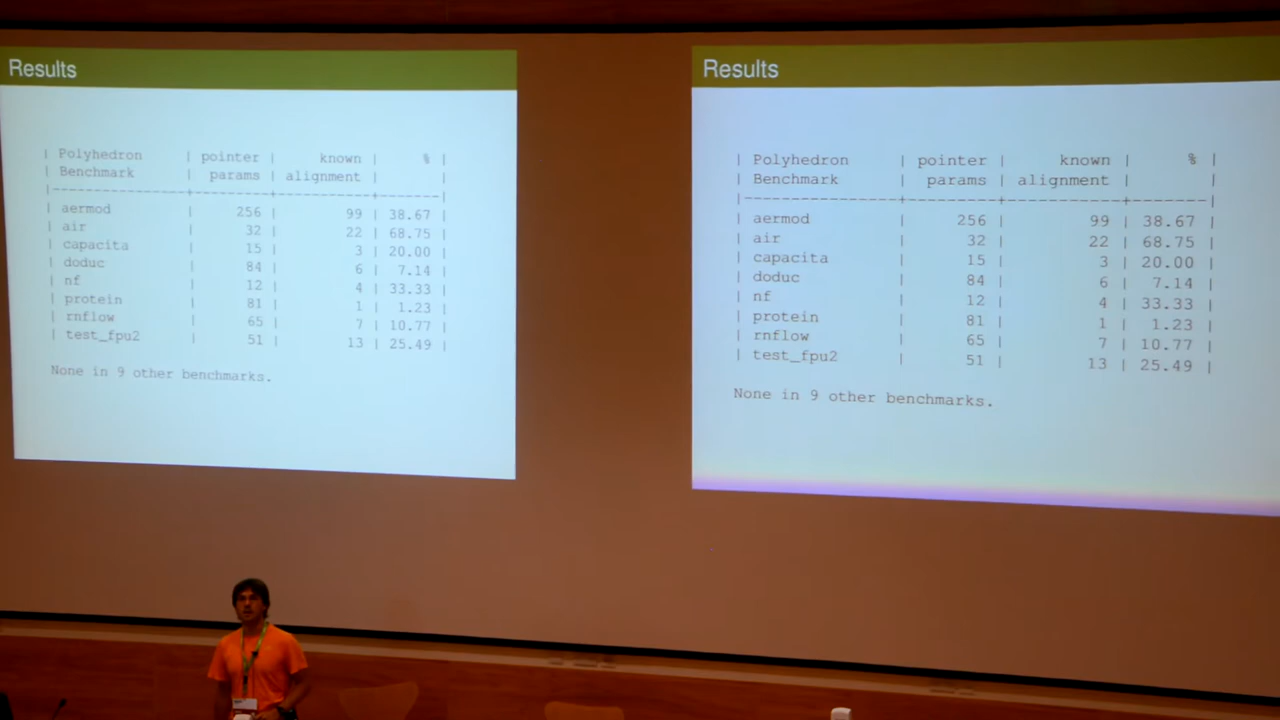 Results
| Polyhedron | pointer | known | % |
| Benchmark | params | alignment | |
|--------------------+---------+-----------+-------|
| aermod | 256 | 99 | 38.67 |
| air | 32 | 22 | 68.75 |
| capacita | 15 | 3 | 20.00 |
| doduc | 84 | 6 | 7.14 |
| nf | 12 | 4 | 33.33 |
| protein | 81 | 1 | 1.23 |
| rnflow | 65 | 7 | 10.77 |
| test_fpu2 | 51 | 13 | 25.49 |
None in 9 other benchmarks.
Results
| Polyhedron | pointer | known | % |
| Benchmark | params | alignment | |
|--------------------+---------+-----------+-------|
| aermod | 256 | 99 | 38.67 |
| air | 32 | 22 | 68.75 |
| capacita | 15 | 3 | 20.00 |
| doduc | 84 | 6 | 7.14 |
| nf | 12 | 4 | 33.33 |
| protein | 81 | 1 | 1.23 |
| rnflow | 65 | 7 | 10.77 |
| test_fpu2 | 51 | 13 | 25.49 |
None in 9 other benchmarks.